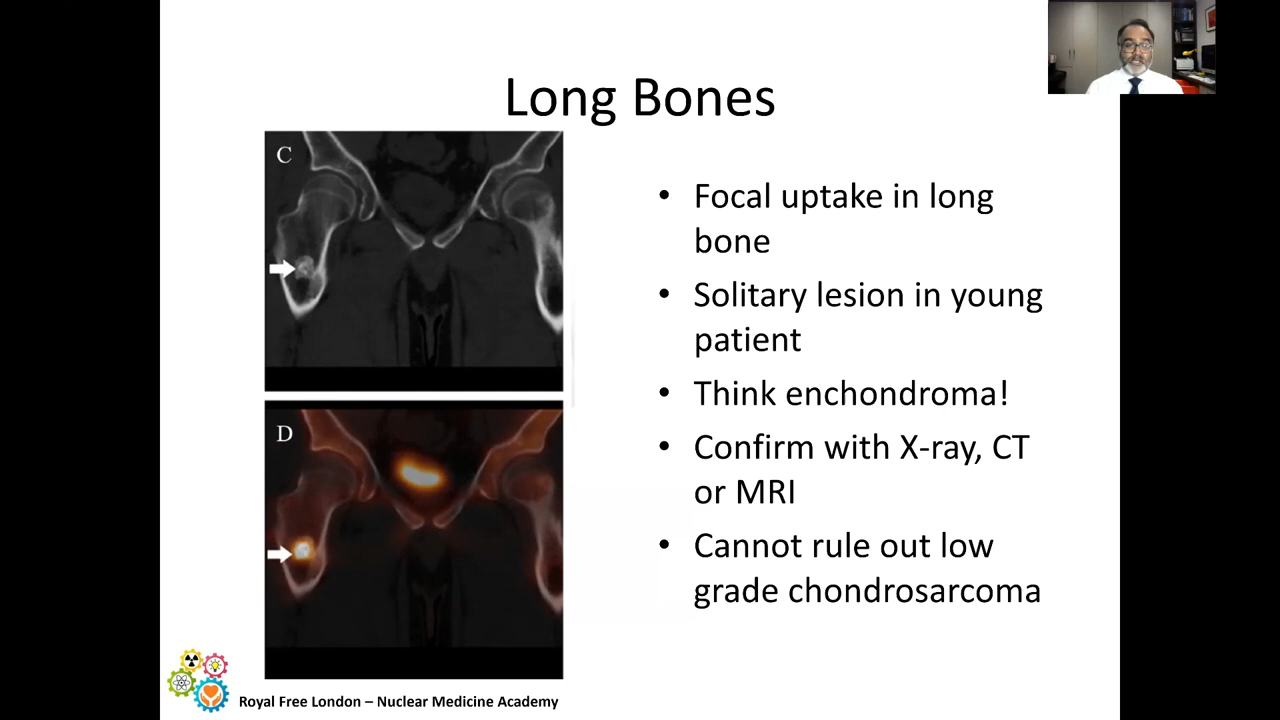 Long Bones
C
D
• Focal uptake in long
bone
• Solitary lesion in young
patient
• Think enchondroma!
• Confirm with X-ray, CT
or MRI
• Cannot rule out low
grade chondrosarcoma
Royal Free London – Nuclear Medicine Academy